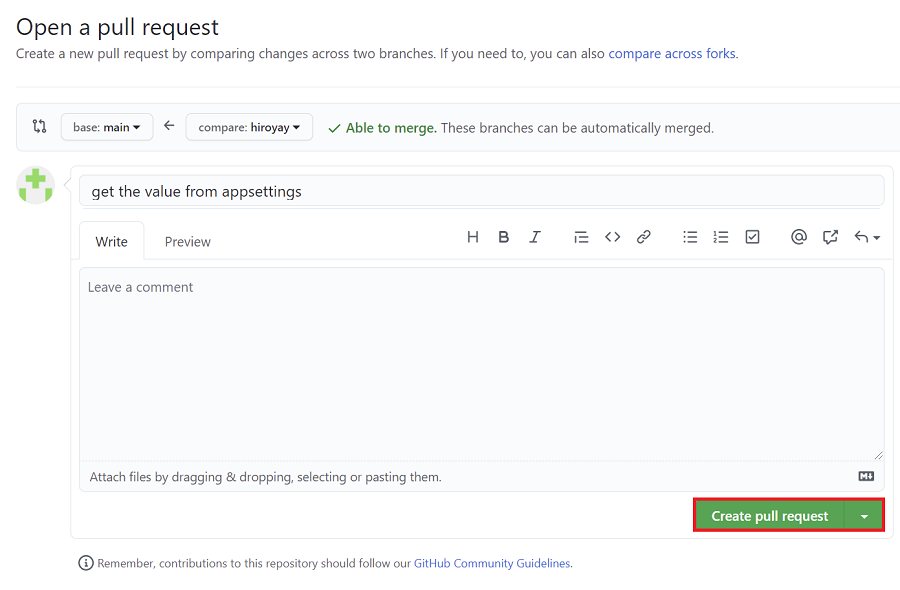 Open a pull request
Create a new pull request by comparing changes across two branches. If you need to, you can also compare across forks.
base: main compare: hiroyay Able to merge. These branches can be automatically merged.
get the value from appsettings
Write Preview H B I
Leave a comment
Attach files by dragging & dropping, selecting or pasting them.
Create pull request
Remember, contributions to this repository should follow our GitHub Community Guidelines.